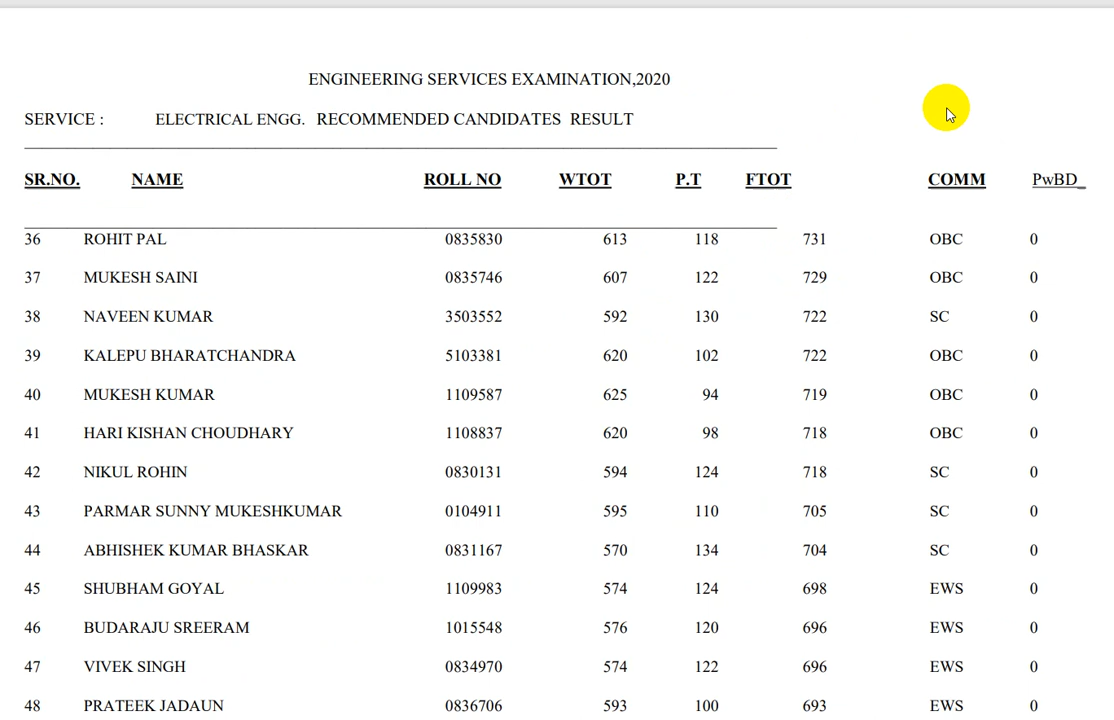 ENGINEERING SERVICES EXAMINATION,2020
SERVICE : ELECTRICAL ENGG. RECOMMENDED CANDIDATES RESULT
SR.NO. NAME ROLL NO WTOT P.T FTOT COMM PwBD_
36 ROHIT PAL 0835830 613 118 731 OBC 0
37 MUKESH SAINI 0835746 607 122 729 OBC 0
38 NAVEEN KUMAR 3503552 592 130 722 SC 0
39 KALEPU BHARATCHANDRA 5103381 620 102 722 OBC 0
40 MUKESH KUMAR 1109587 625 94 719 OBC 0
41 HARI KISHAN CHOUDHARY 1108837 620 98 718 OBC 0
42 NIKUL ROHIN 0830131 594 124 718 SC 0
43 PARMAR SUNNY MUKESHKUMAR 0104911 595 110 705 SC 0
44 ABHISHEK KUMAR BHASKAR 0831167 570 134 704 SC 0
45 SHUBHAM GOYAL 1109983 574 124 698 EWS 0
46 BUDARAJU SREERAM 1015548 576 120 696 EWS 0
47 VIVEK SINGH 0834970 574 122 696 EWS 0
48 PRATEEK JADAUN 0836706 593 100 693 EWS 0